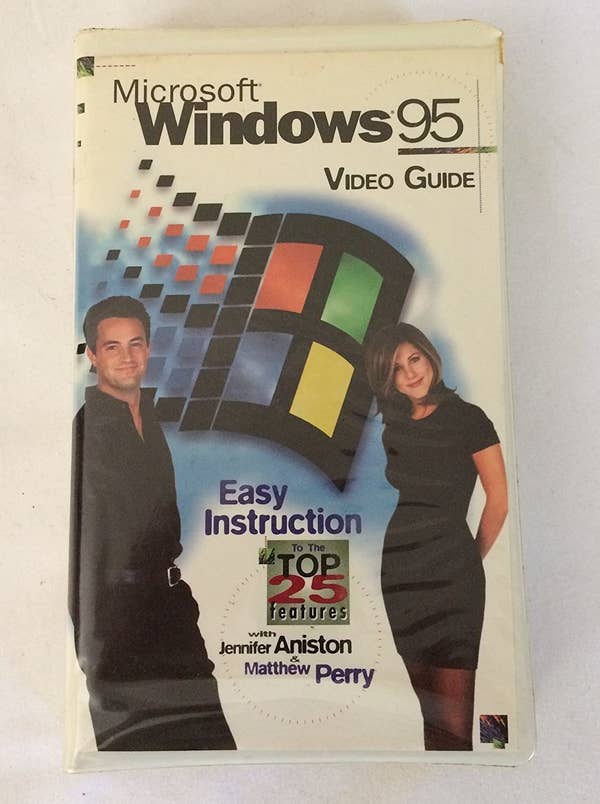 Microsoft
Windows 95
VIDEO GUIDE
Easy
Instruction
To The
TOP
25
features
with
Jennifer Aniston
&
Matthew Perry